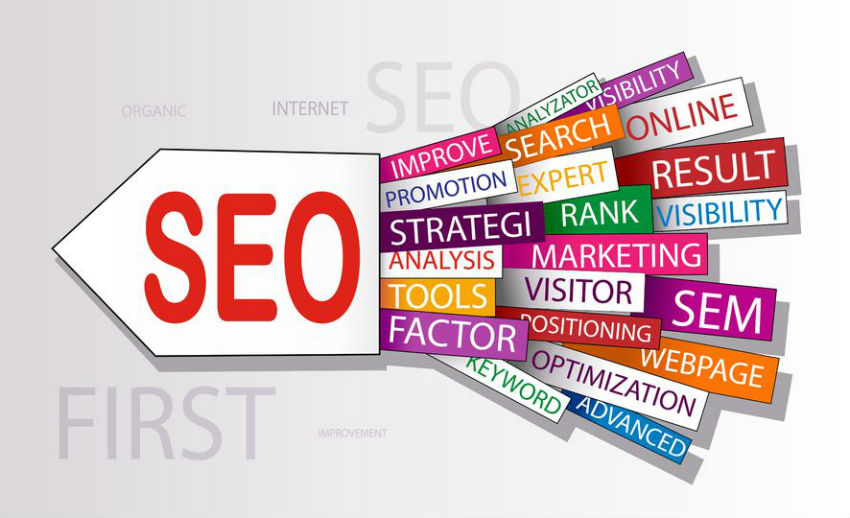 SEO
ORGANIC
INTERNET
ANALYZATOR
VISIBILITY
IMPROVE
SEARCH
ONLINE
PROMOTION
EXPERT
RESULT
SEO
STRATEGI
RANK
VISIBILITY
ANALYSIS
MARKETING
TOOLS
VISITOR
SEM
FACTOR
POSITIONING
WEBPAGE
KEYWORD
OPTIMIZATION
ADVANCED
FIRST
IMPROVEMENT